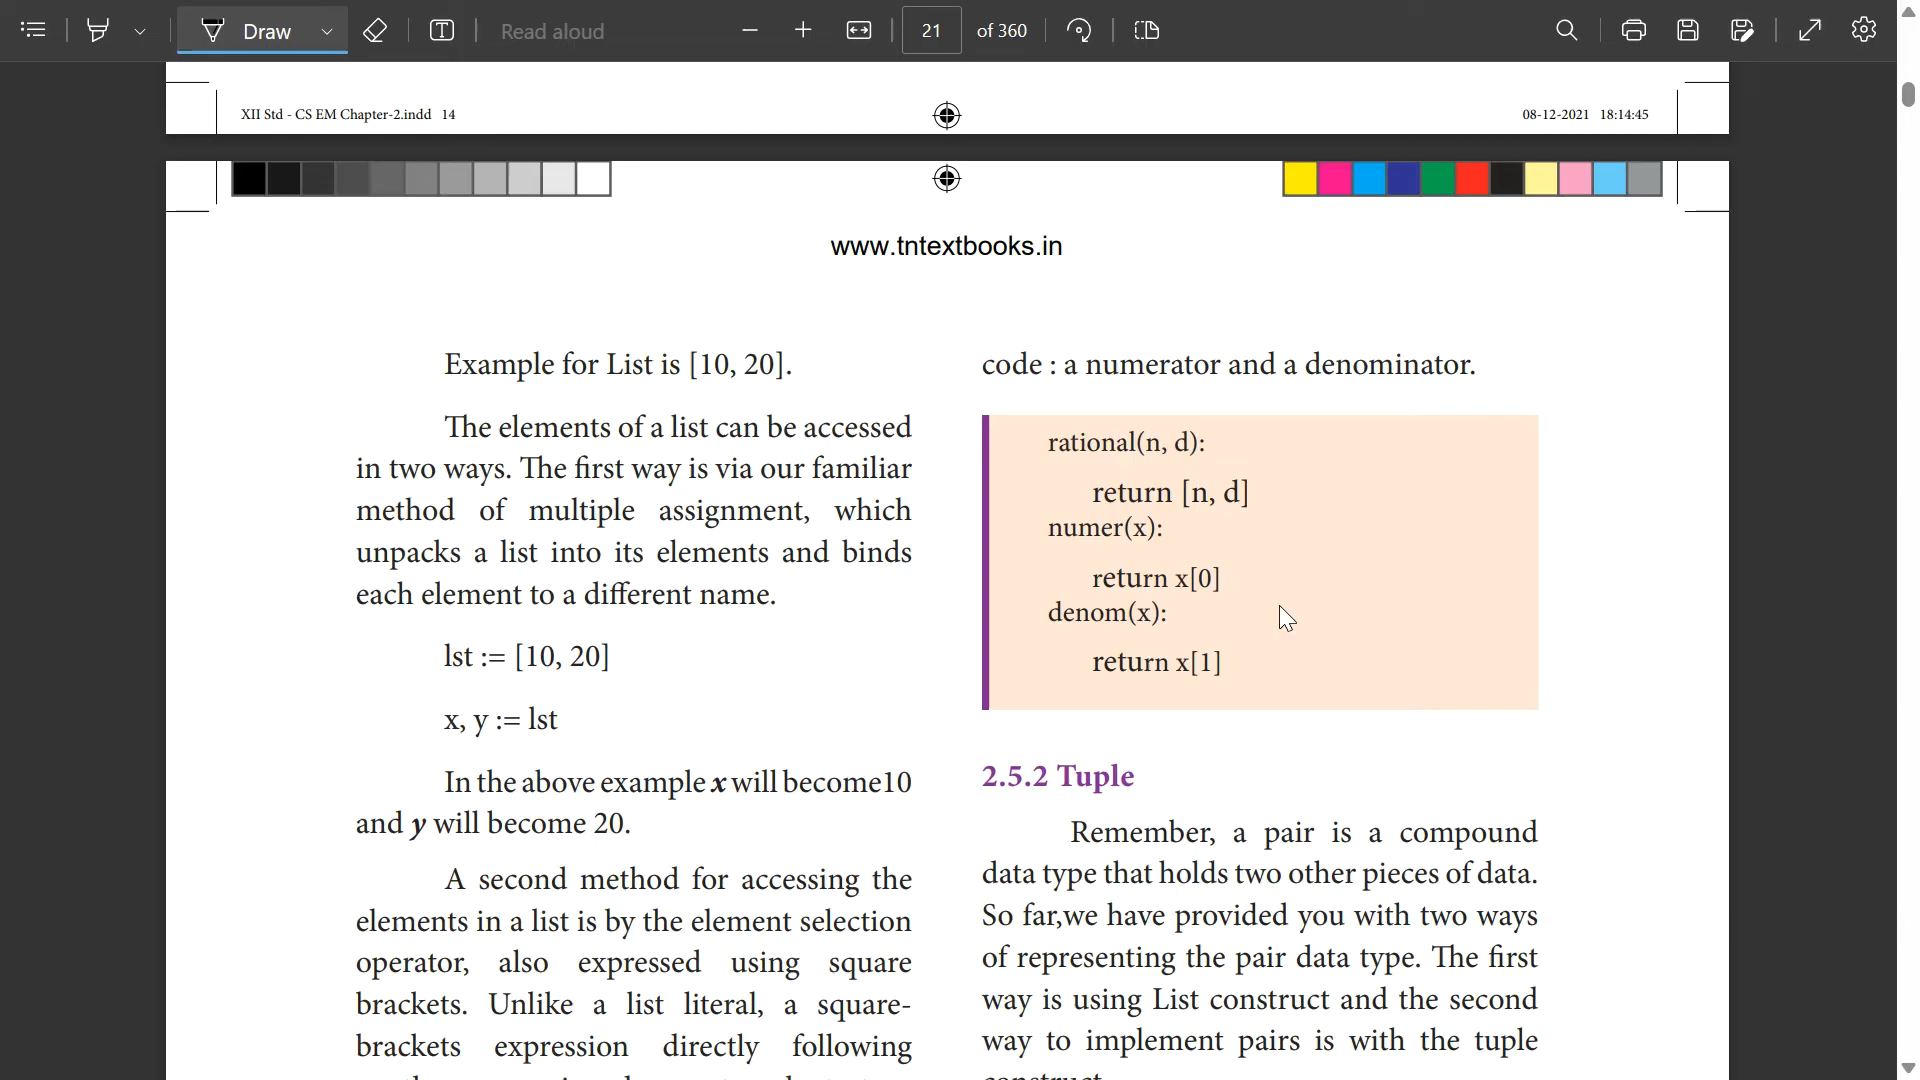 Draw
Read aloud
21 of 360
XII Std - CS EM Chapter-2.indd 14
08-12-2021 18:14:45
www.tntextbooks.in
Example for List is [10, 20].
The elements of a list can be accessed
in two ways. The first way is via our familiar
method of multiple assignment, which
unpacks a list into its elements and binds
each element to a different name.
lst := [10, 20]
x, y := lst
In the above example x will become10
and y will become 20.
A second method for accessing the
elements in a list is by the element selection
operator, also expressed using square
brackets. Unlike a list literal, a square-
brackets expression directly following
code : a numerator and a denominator.
rational(n, d):
return [n, d]
numer(x):
return x[0]
denom(x):
return x[1]
2.5.2 Tuple
Remember, a pair is a compound
data type that holds two other pieces of data.
So far,we have provided you with two ways
of representing the pair data type. The first
way is using List construct and the second
way to implement pairs is with the tuple